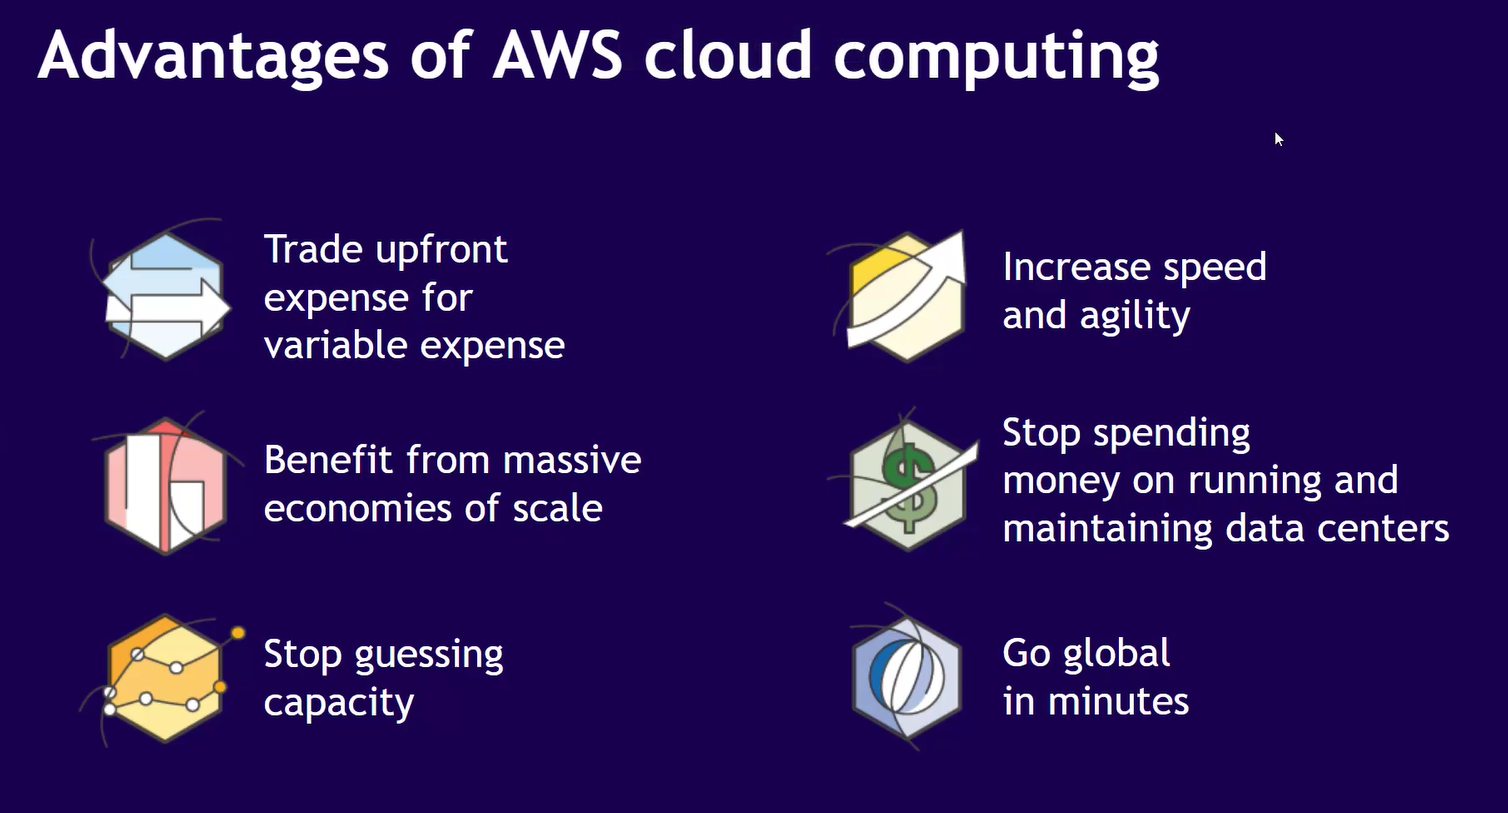 Advantages of AWS cloud computing
Trade upfront
expense for
variable expense
Increase speed
and agility
Benefit from massive
economies of scale
Stop spending
money on running and
maintaining data centers
Stop guessing
capacity
Go global
in minutes